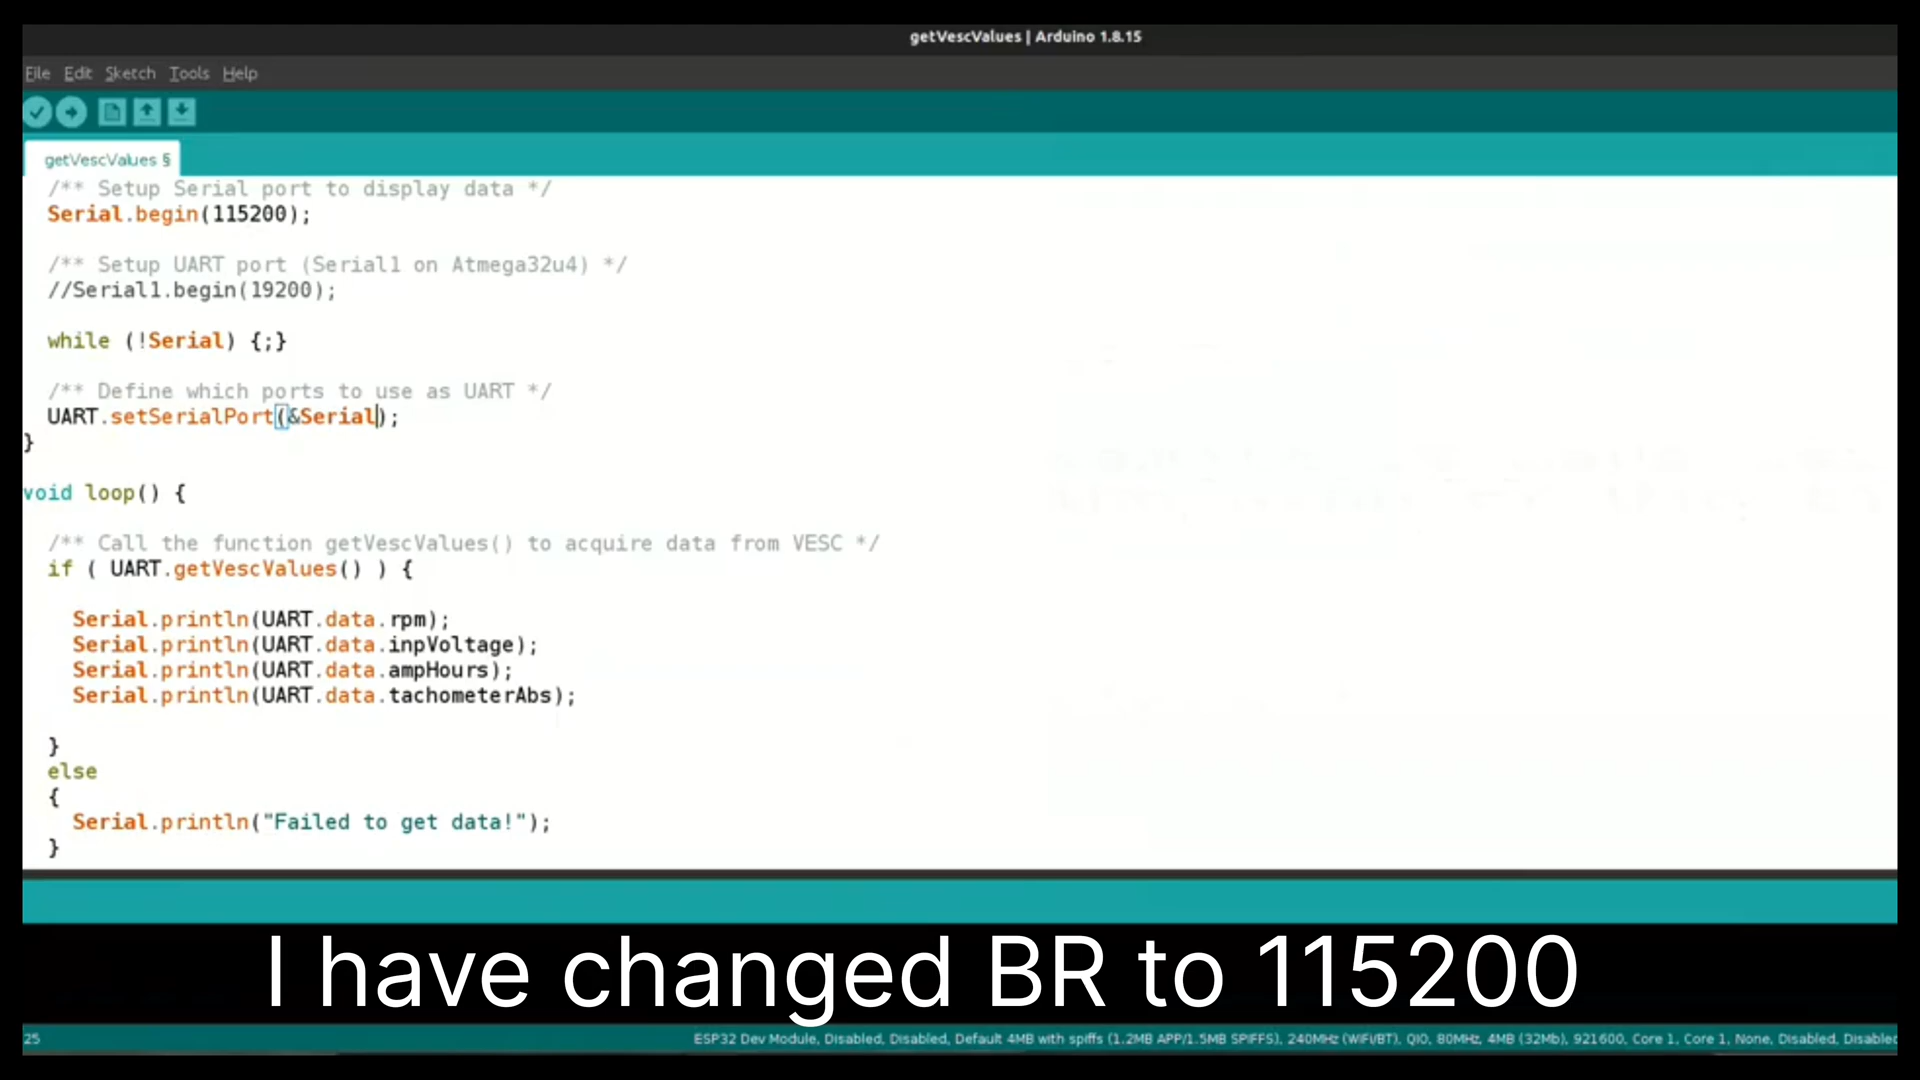 getVescValues | Arduino 1.8.15
File Edit Sketch Tools Help
getVescValues §
/** Setup Serial port to display data */
Serial.begin(115200);
/** Setup UART port (Serial1 on Atmega32u4) */
//Serial1.begin(19200);
while (!Serial) {;}
/** Define which ports to use as UART */
UART.setSerialPort(&Serial);
}
void loop() {
/** Call the function getVescValues() to acquire data from VESC */
if ( UART.getVescValues() ) {
Serial.println(UART.data.rpm);
Serial.println(UART.data.inpVoltage);
Serial.println(UART.data.ampHours);
Serial.println(UART.data.tachometerAbs);
}
else
{
Serial.println("Failed to get data!");
}
I have changed BR to 115200
25 ESP32 Dev Module, Disabled, Disabled, Default 4MB with spiffs (1.2MB APP/1.5MB SPIFFS), 240MHz (WiFi/BT), QIO, 80MHz, 4MB (32Mb), 921600, Core 1, Core 1, None, Disabled, Disabled